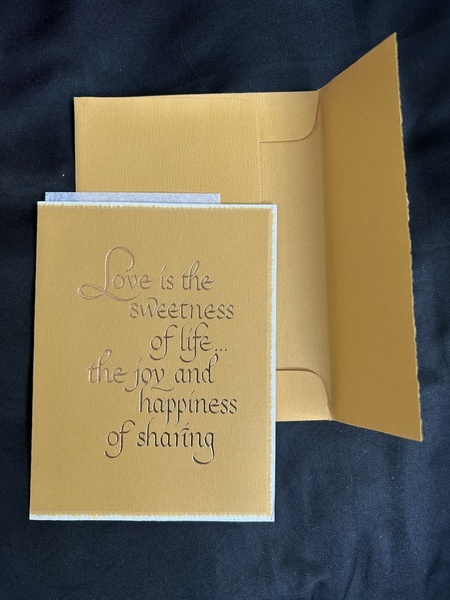 Love is the
sweetness
of life...
the joy and
happiness
of sharing